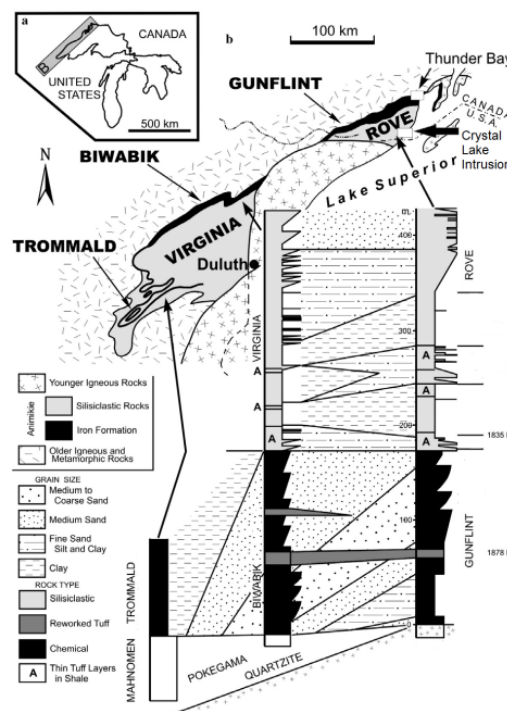 a
CANADA
UNITED
STATES
500 km
b
100 km
Thunder Bay
GUNFLINT
ROVE
CANADA
U.S.A.
Crystal
Lake
Intrusion
N
BIWABIK
Lake Superior
VIRGINIA
TROMMALD
Duluth
m
400
ROVE
300
VIRGINIA
A
A
A
A
A
200
A
1835
100
GUNFLINT
1878
BIWABIK
0
TROMMALD
MAHNOMEN
POKEGAMA
QUARTZITE
Younger Igneous Rocks
Animikie
Silisiclastic Rocks
Iron Formation
Older Igneous and
Metamorphic Rocks
GRAIN SIZE
Medium to
Coarse Sand
Medium Sand
Fine Sand
Silt and Clay
Clay
ROCK TYPE
Silisiclastic
Reworked Tuff
Chemical
A
Thin Tuff Layers
in Shale